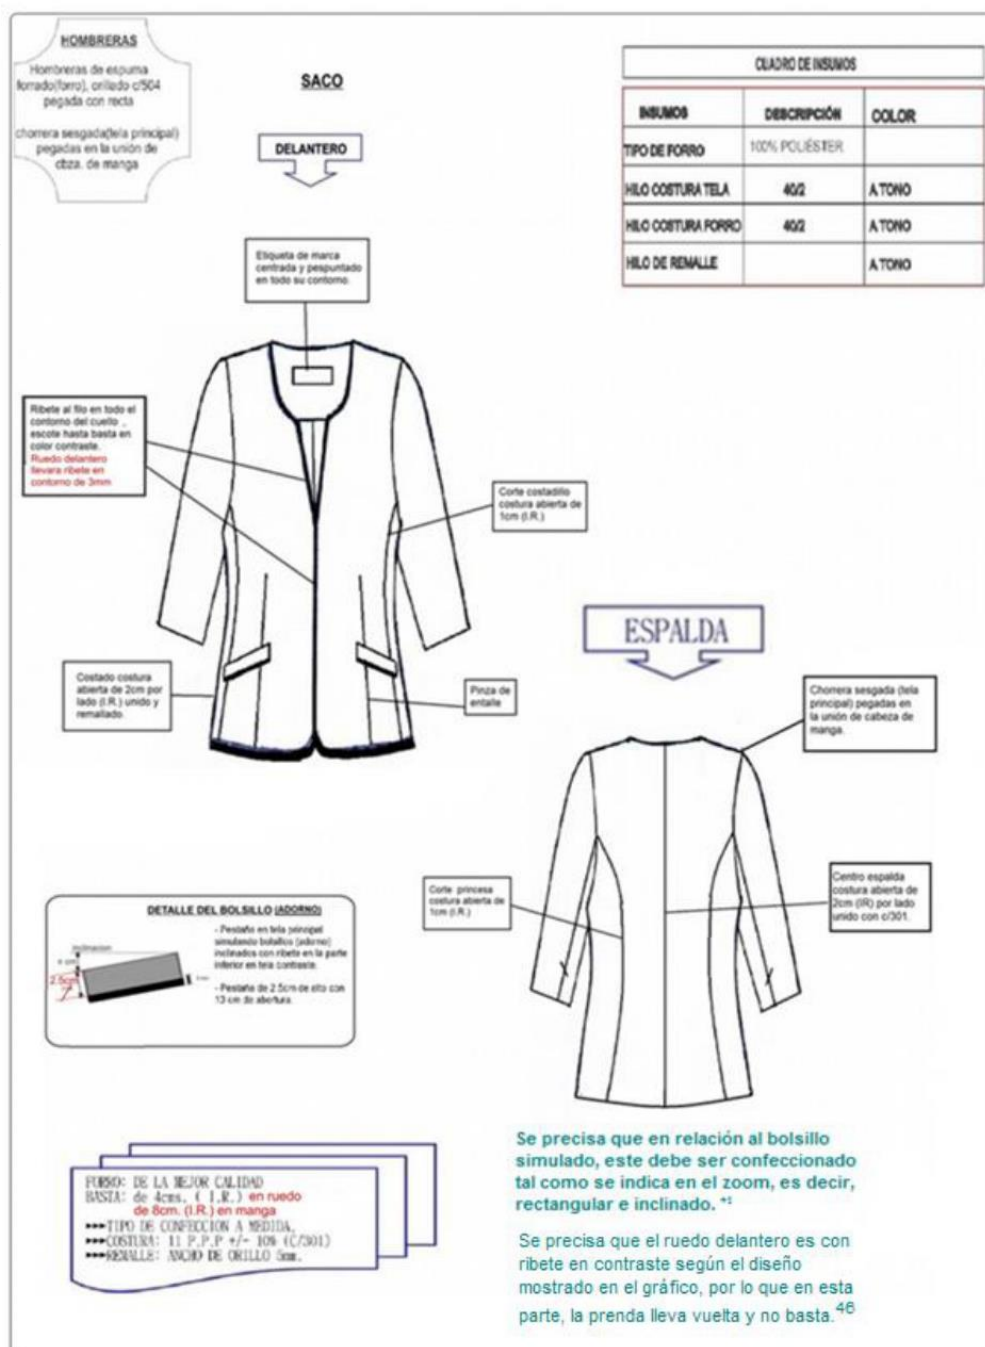 HOMBRERAS
Hombreras de espuma
forrado(forro), orillado c/504
pegada con recta
chorrera sesgada(tela principal)
pegadas en la unión de
cbza. de manga
SACO
DELANTERO
CUADRO DE INSUMOS
INSUMOS DESCRIPCIÓN COLOR
TIPO DE FORRO 100% POLIÉSTER
HILO COSTURA TELA 40/2 A TONO
HILO COSTURA FORRO 40/2 A TONO
HILO DE REMALLE A TONO
Etiqueta de marca
centrada y pespuntado
en todo su contorno.
Ribete al filo en todo el
contorno del cuello ,
escote hasta basta en
color contraste.
Ruedo delantero
llevara ribete en
contorno de 3mm
Corte costadillo
costura abierta de
1cm (I.R.)
Costado costura
abierta de 2cm por
lado (I.R.) unido y
remallado.
Pinza de
entalle
ESPALDA
Chorrera sesgada (tela
principal) pegadas en
la unión de cabeza de
manga.
Corte princesa
costura abierta de
1cm (I.R.)
Centro espalda
costura abierta de
2cm (IR) por lado
unido con c/301.
DETALLE DEL BOLSILLO (ADORNO)
inclinacion
2.5cm
- Pestaña en tela principal
simulando bolsillos (adorno)
inclinados con ribete en la parte
inferior en tela contraste.
- Pestaña de 2.5cm de alto con
13 cm de abertura.
FORRO: DE LA MEJOR CALIDAD
BASTA: de 4cms. ( I.R.) en ruedo
de 8cm. (I.R.) en manga
TIPO DE CONFECCION A MEDIDA.
COSTURA: 11 P.P.P +/- 10% (C/301)
REMALLE: ANCHO DE ORILLO 5mm.
Se precisa que en relación al bolsillo
simulado, este debe ser confeccionado
tal como se indica en el zoom, es decir,
rectangular e inclinado.
Se precisa que el ruedo delantero es con
ribete en contraste según el diseño
mostrado en el gráfico, por lo que en esta
parte, la prenda lleva vuelta y no basta.46